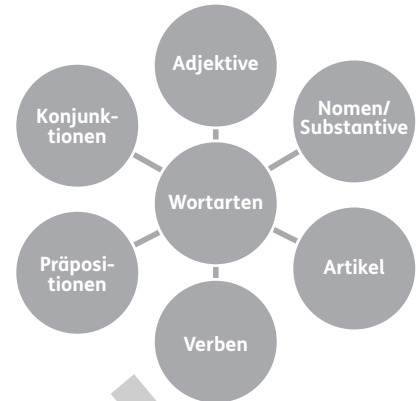 Adjektive
Nomen/
Substantive
Artikel
Verben
Präposi-
tionen
Konjunk-
tionen
Wortarten